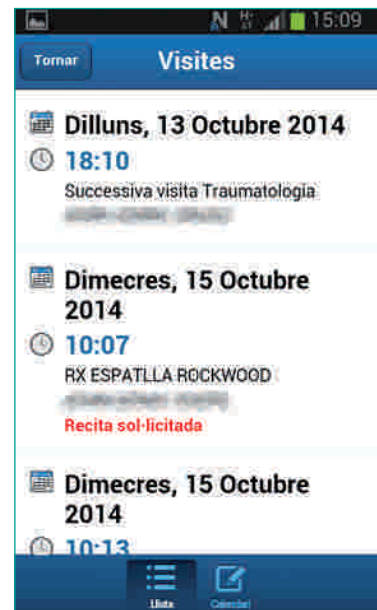 15:09
Tornar
Visites
Dilluns, 13 Octubre 2014
18:10
Successiva visita Traumatologia
Dimecres, 15 Octubre
2014
10:07
RX ESPATLLA ROCKWOOD
Recita sol·licitada
Dimecres, 15 Octubre
2014
10:13
Llista
Calendari